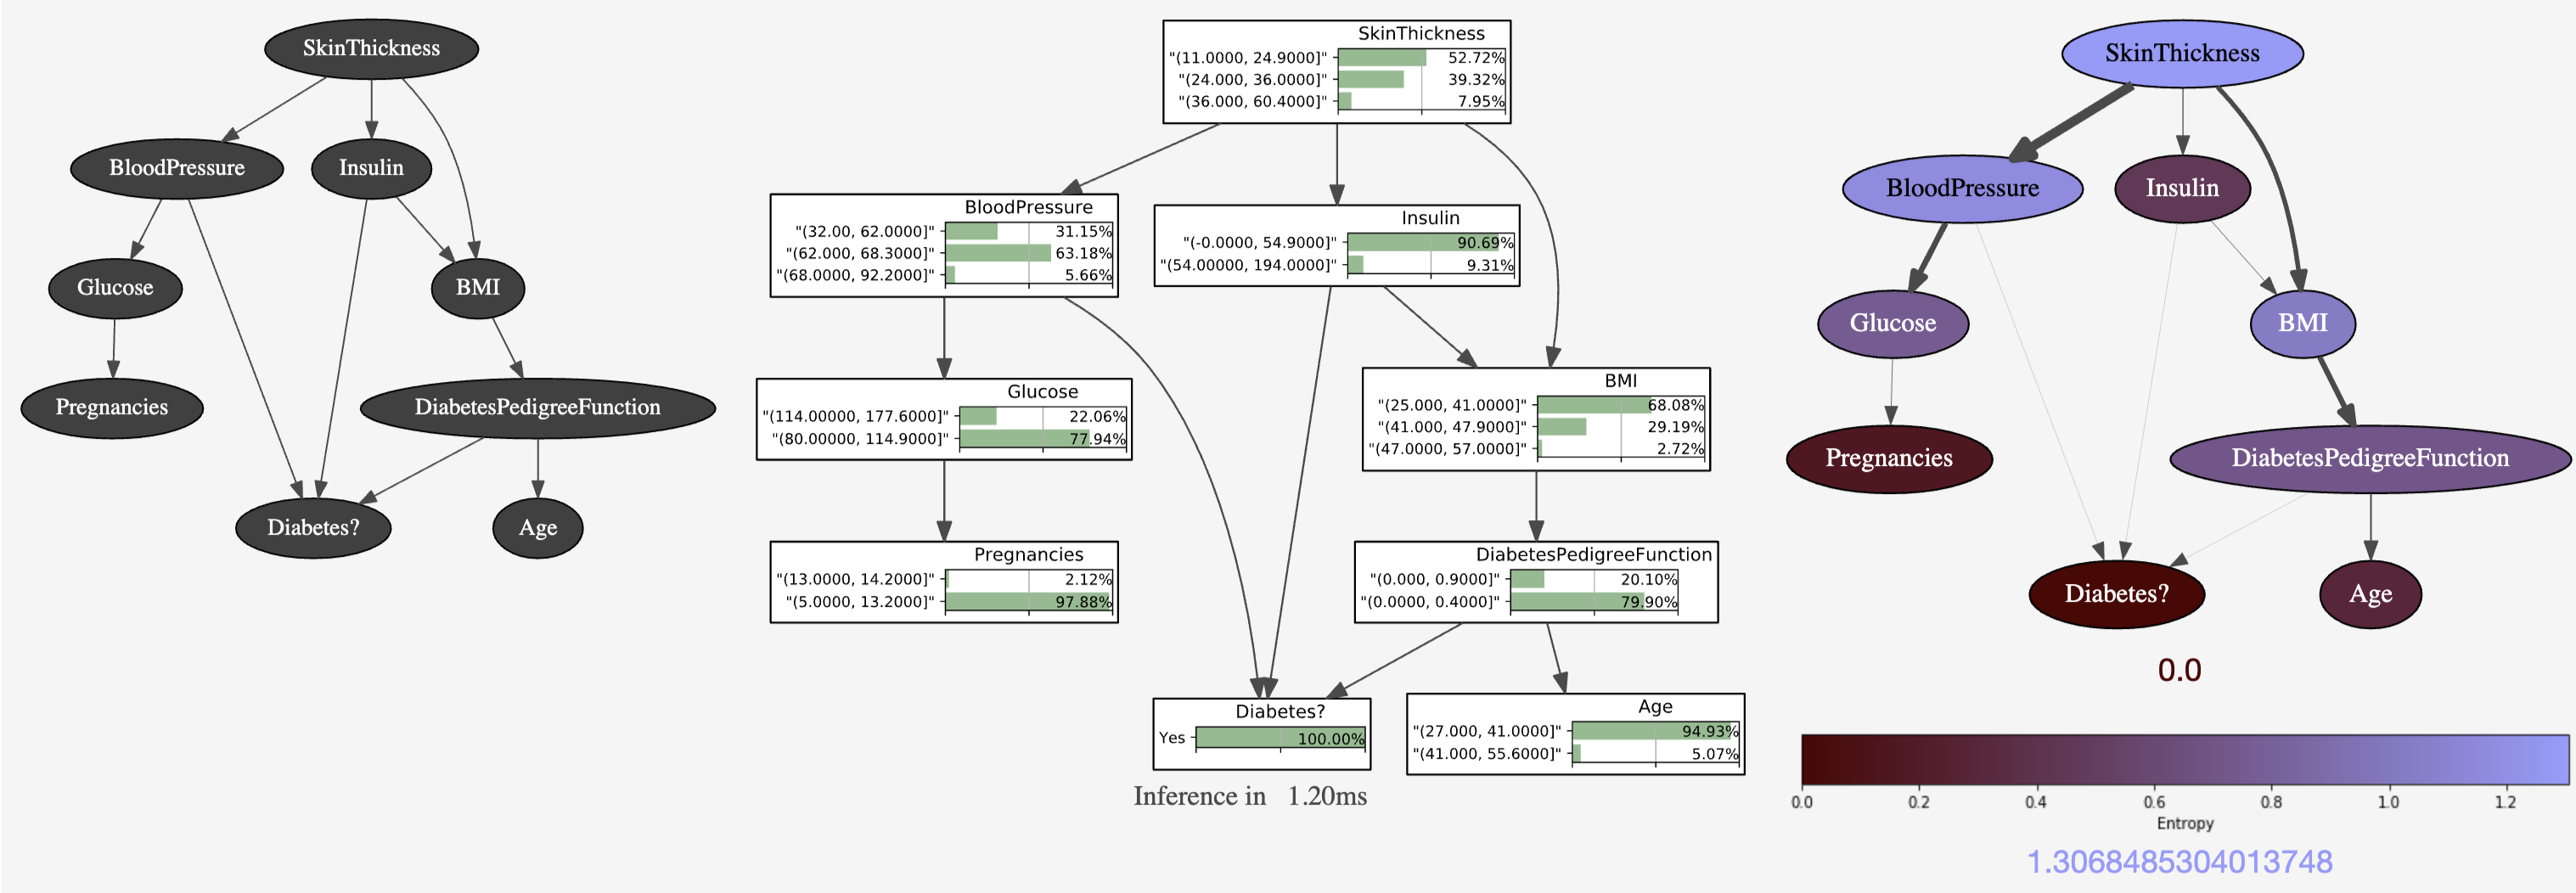 SkinThickness
BloodPressure
Insulin
Glucose
BMI
Pregnancies
DiabetesPedigreeFunction
Diabetes?
Age
SkinThickness
"(11.0000, 24.9000]" 52.72%
"(24.000, 36.0000]" 39.32%
"(36.000, 60.4000]" 7.95%
BloodPressure
"(32.00, 62.0000]" 31.15%
"(62.000, 68.3000]" 63.18%
"(68.0000, 92.2000]" 5.66%
Insulin
"(-0.0000, 54.9000]" 90.69%
"(54.00000, 194.0000]" 9.31%
Glucose
"(114.00000, 177.6000]" 22.06%
"(80.00000, 114.9000]" 77.94%
BMI
"(25.000, 41.0000]" 68.08%
"(41.000, 47.9000]" 29.19%
"(47.0000, 57.0000]" 2.72%
Pregnancies
"(13.0000, 14.2000]" 2.12%
"(5.0000, 13.2000]" 97.88%
DiabetesPedigreeFunction
"(0.000, 0.9000]" 20.10%
"(0.0000, 0.4000]" 79.90%
Diabetes?
Yes 100.00%
Age
"(27.000, 41.0000]" 94.93%
"(41.000, 55.6000]" 5.07%
Inference in 1.20ms
SkinThickness
BloodPressure
Insulin
Glucose
BMI
Pregnancies
DiabetesPedigreeFunction
Diabetes?
Age
0.0
0.0 0.2 0.4 0.6 0.8 1.0 1.2
Entropy
1.3068485304013748